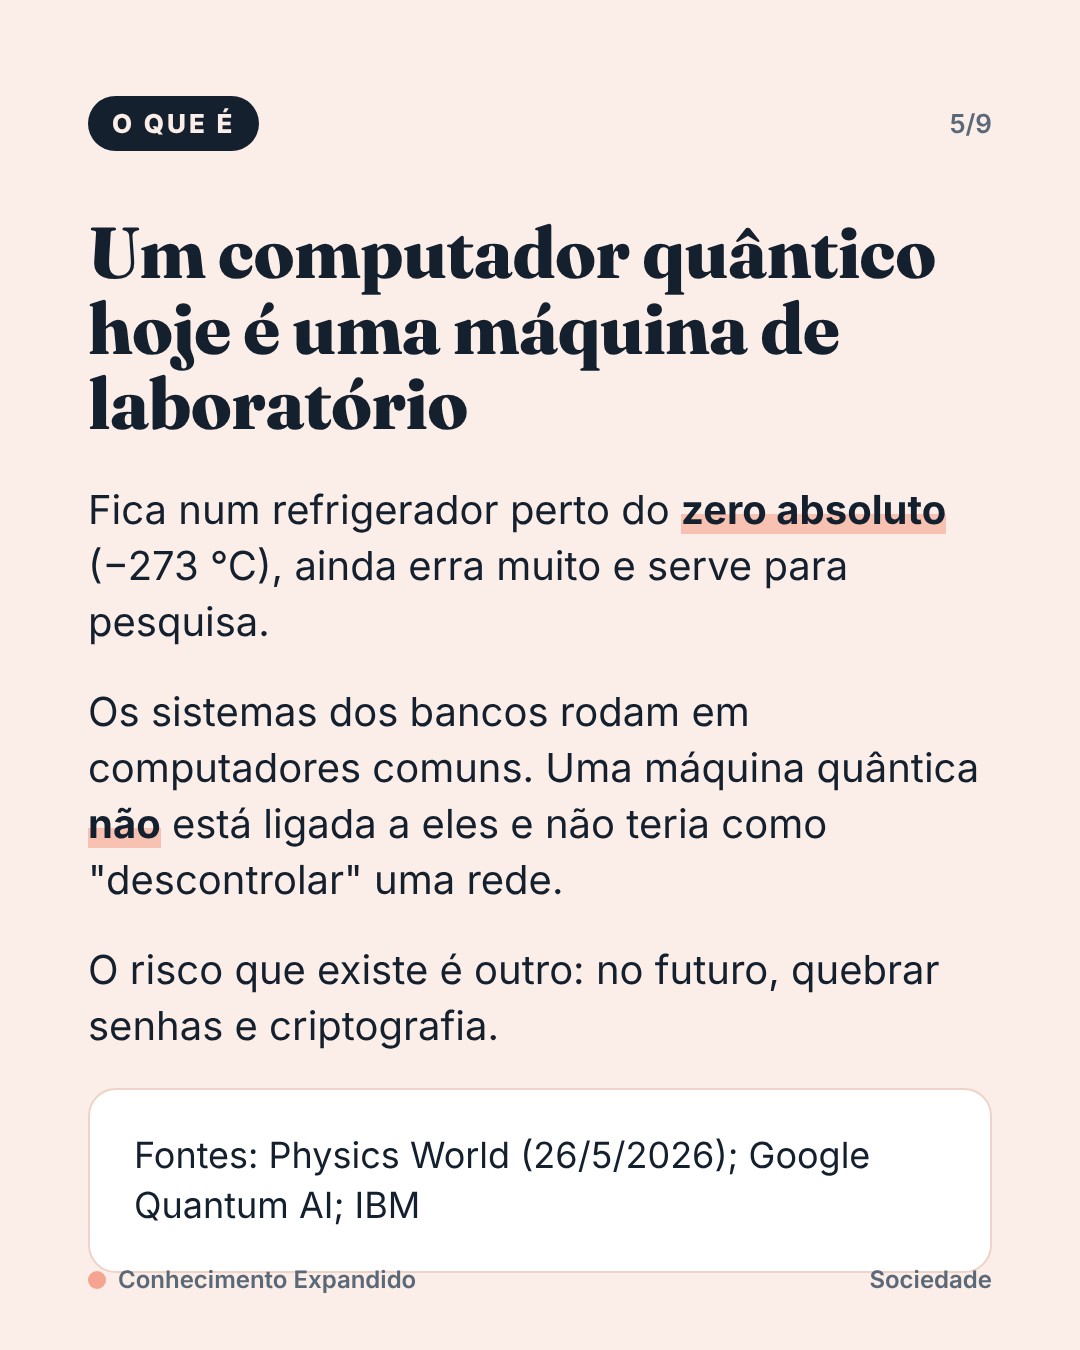 O QUE É
5/9
Um computador quântico
hoje é uma máquina de
laboratório
Fica num refrigerador perto do zero absoluto
(−273 °C), ainda erra muito e serve para
pesquisa.
Os sistemas dos bancos rodam em
computadores comuns. Uma máquina quântica
não está ligada a eles e não teria como
"descontrolar" uma rede.
O risco que existe é outro: no futuro, quebrar
senhas e criptografia.
Fontes: Physics World (26/5/2026); Google
Quantum AI; IBM
Conhecimento Expandido
Sociedade